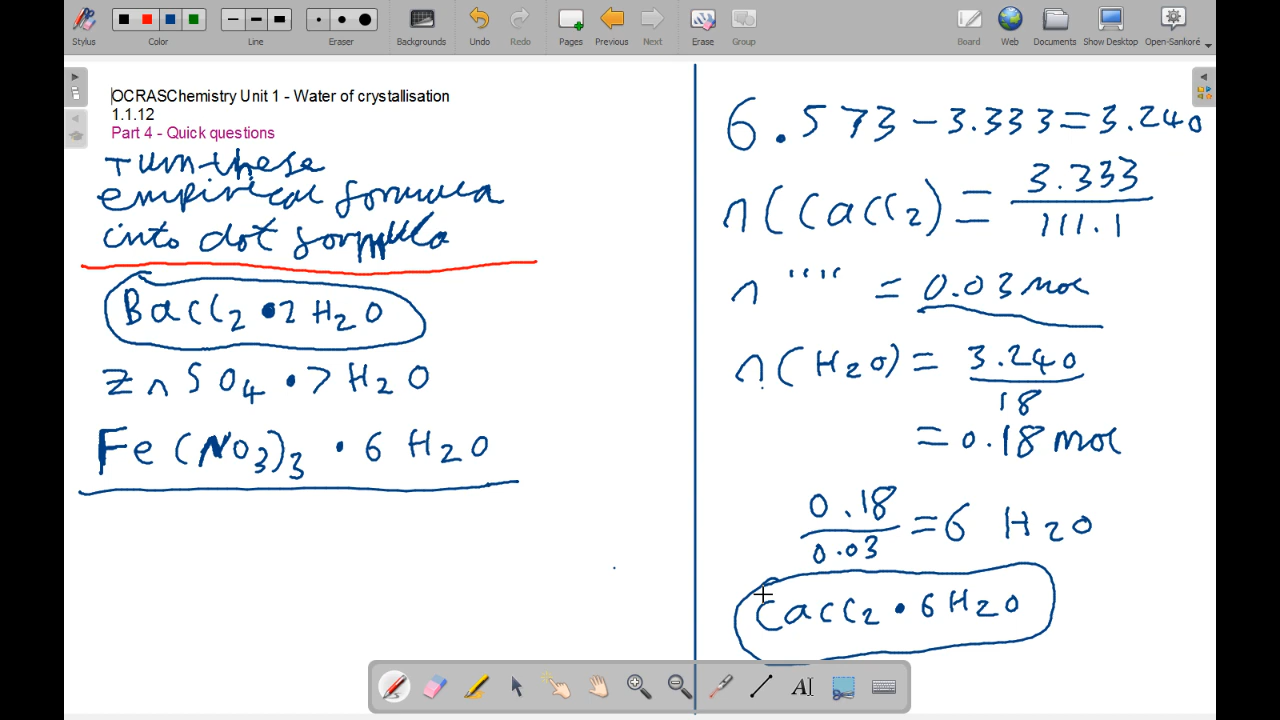 Stylus
Color
Line
Eraser
Backgrounds
Undo
Redo
Pages
Previous
Next
Erase
Group
Board
Web
Documents
Show Desktop
Open-Sankoré
OCRASChemistry Unit 1 - Water of crystallisation
1.1.12
Part 4 - Quick questions
Turn these
empirical formula
into dot formula
BaCl2 • 2 H2O
ZnSO4 • 7 H2O
Fe(NO3)3 • 6 H2O
6.573 - 3.333 = 3.240
n(CaCl2) = 3.333
111.1
n '''' = 0.03 mol
n(H2O) = 3.240
18
= 0.18 mol
0.18
0.03 = 6 H2O
CaCl2 • 6H2O